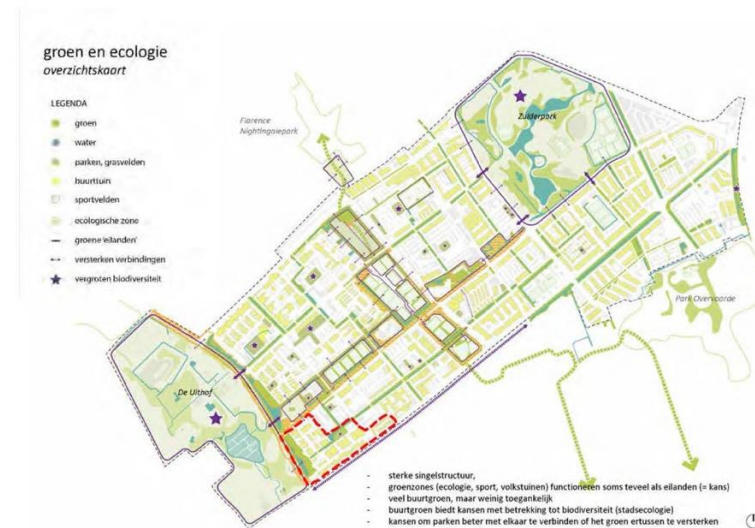 groen en ecologie
overzichtskaart
LEGENDA
groen
water
parken, grasvelden
buurttuin
sportvelden
ecologische zone
groene 'eilanden'
versterken verbindingen
vergroten biodiversiteit
Florence
Nightingalepark
Zuiderpark
Park Overvoorde
De Uithof
- sterke singelstructuur,
- groenzones (ecologie, sport, volkstuinen) functioneren soms teveel als eilanden (= kans)
- veel buurtgroen, maar weinig toegankelijk
- buurtgroen biedt kansen met betrekking tot biodiversiteit (stadsecologie)
- kansen om parken beter met elkaar te verbinden of het groen ertussen te versterken